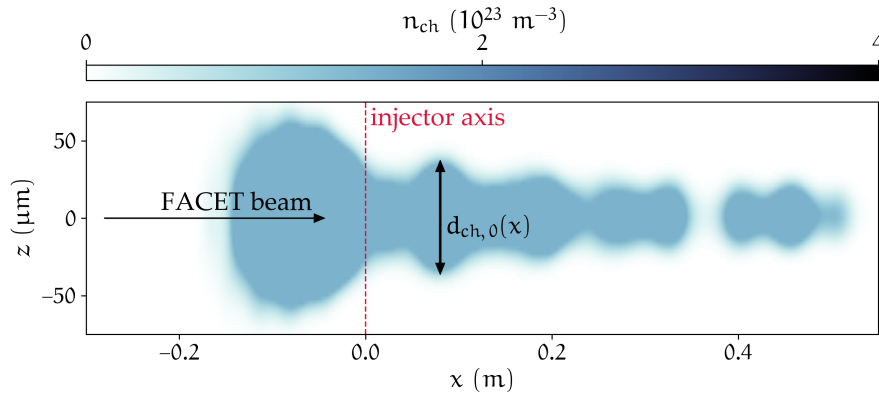 n_ch (10^23 m^−3)
0 2 4
injector axis
FACET beam
d_ch,0(x)
50
0
−50
z (μm)
−0.2 0.0 0.2 0.4
x (m)